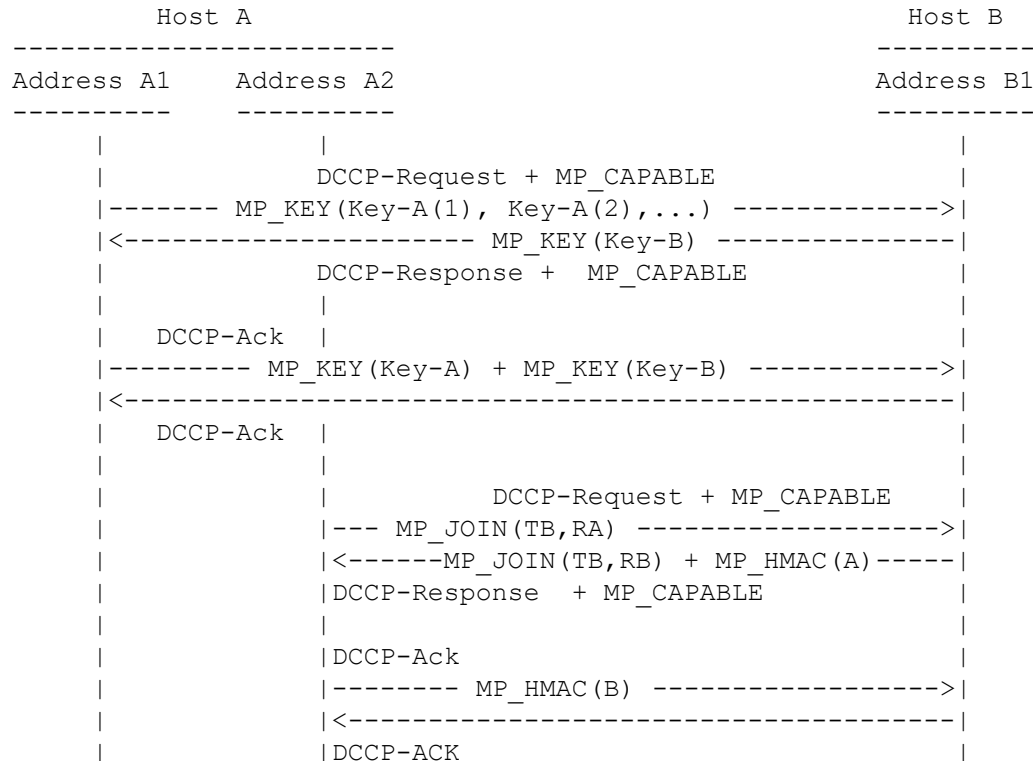 Host A Host B
------------------------ ----------
Address A1 Address A2 Address B1
---------- ---------- ----------
| | |
| DCCP-Request + MP_CAPABLE |
|------- MP_KEY(Key-A(1), Key-A(2),...) ------------->|
|<---------------------- MP_KEY(Key-B) ---------------|
| DCCP-Response + MP_CAPABLE |
| | |
| DCCP-Ack | |
|--------- MP_KEY(Key-A) + MP_KEY(Key-B) ------------>|
|<----------------------------------------------------|
| DCCP-Ack | |
| | |
| | DCCP-Request + MP_CAPABLE |
| |--- MP_JOIN(TB,RA) ------------------->|
| |<------MP_JOIN(TB,RB) + MP_HMAC(A)-----|
| |DCCP-Response + MP_CAPABLE |
| | |
| |DCCP-Ack |
| |-------- MP_HMAC(B) ------------------>|
| |<--------------------------------------|
| |DCCP-ACK |